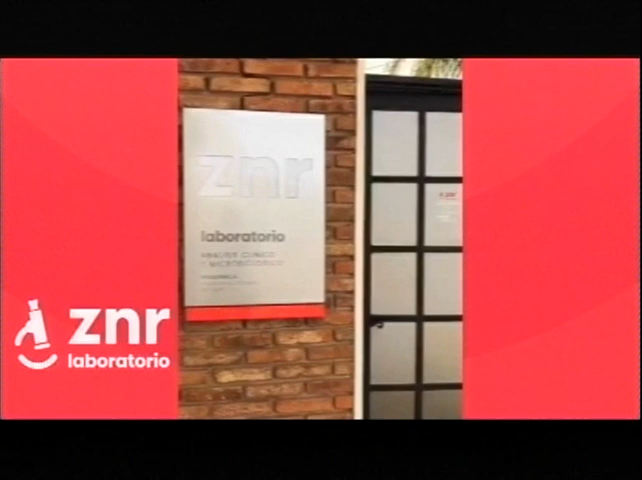 znr
laboratorio
ANÁLISIS CLÍNICO
Y MICROBIOLÓGICO
znr
laboratorio